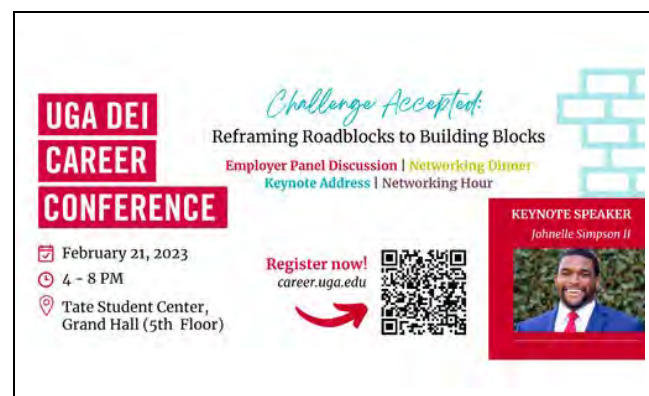 UGA DEI
CAREER
CONFERENCE
February 21, 2023
4 - 8 PM
Tate Student Center,
Grand Hall (5th Floor)
Challenge Accepted:
Reframing Roadblocks to Building Blocks
Employer Panel Discussion | Networking Dinner
Keynote Address | Networking Hour
Register now!
career.uga.edu
KEYNOTE SPEAKER
Johnelle Simpson II